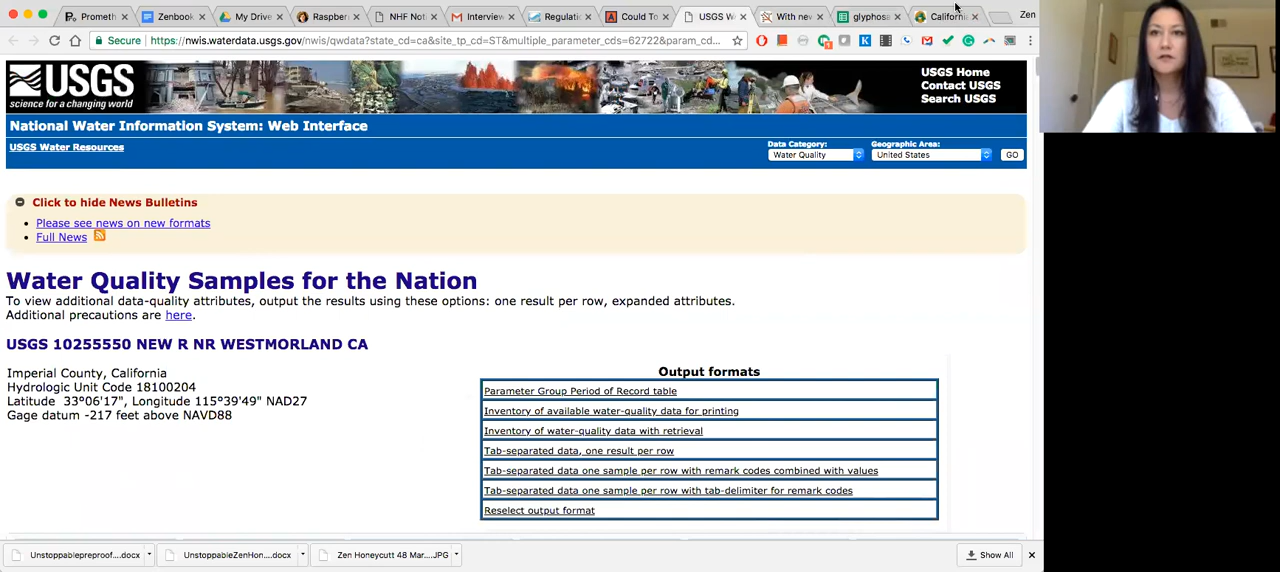 Prometh
Zenbook
My Drive
Raspberr
NHF Not
Interview
Regulati
Could To
USGS W
With nev
glyphosa
California
Zen
Secure
https://nwis.waterdata.usgs.gov/nwis/qwdata?state_cd=ca&site_tp_cd=ST&multiple_parameter_cds=62722&param_cd...
USGS
science for a changing world
USGS Home
Contact USGS
Search USGS
National Water Information System: Web Interface
USGS Water Resources
Data Category:
Water Quality
Geographic Area:
United States
GO
Click to hide News Bulletins
Please see news on new formats
Full News
Water Quality Samples for the Nation
To view additional data-quality attributes, output the results using these options: one result per row, expanded attributes.
Additional precautions are here.
USGS 10255550 NEW R NR WESTMORLAND CA
Imperial County, California
Hydrologic Unit Code 18100204
Latitude 33°06'17", Longitude 115°39'49" NAD27
Gage datum -217 feet above NAVD88
Output formats
Parameter Group Period of Record table
Inventory of available water-quality data for printing
Inventory of water-quality data with retrieval
Tab-separated data, one result per row
Tab-separated data one sample per row with remark codes combined with values
Tab-separated data one sample per row with tab-delimiter for remark codes
Reselect output format
Unstoppablepreproof....docx
UnstoppableZenHon....docx
Zen Honeycutt 48 Mar....JPG
Show All